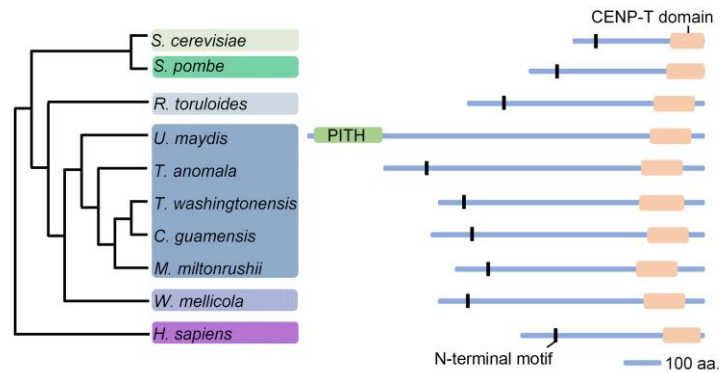 CENP-T domain
S. cerevisiae
S. pombe
R. toruloides
U. maydis
PITH
T. anomala
T. washingtonensis
C. guamensis
M. miltonrushii
W. mellicola
H. sapiens
N-terminal motif
100 aa.